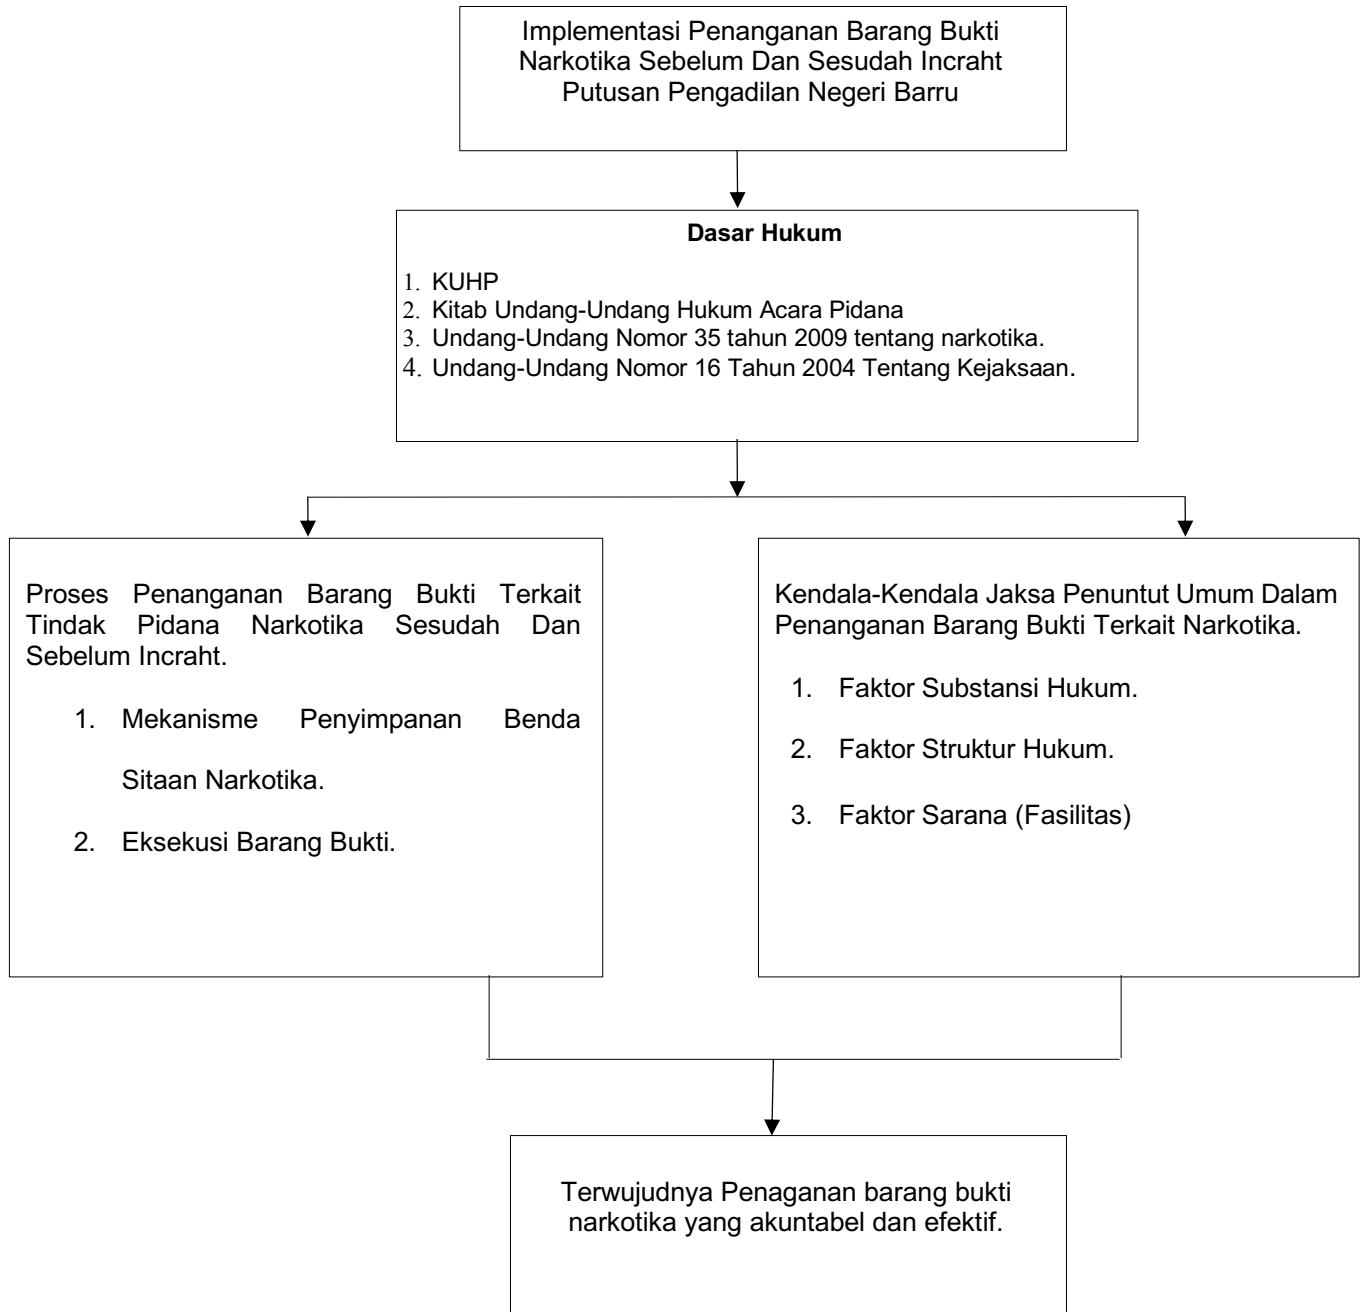 Implementasi Penanganan Barang Bukti
Narkotika Sebelum Dan Sesudah Incraht
Putusan Pengadilan Negeri Barru
Dasar Hukum
1. KUHP
2. Kitab Undang-Undang Hukum Acara Pidana
3. Undang-Undang Nomor 35 tahun 2009 tentang narkotika.
4. Undang-Undang Nomor 16 Tahun 2004 Tentang Kejaksaan.
Proses Penanganan Barang Bukti Terkait
Tindak Pidana Narkotika Sesudah Dan
Sebelum Incraht.
1. Mekanisme Penyimpanan Benda
Sitaan Narkotika.
2. Eksekusi Barang Bukti.
Kendala-Kendala Jaksa Penuntut Umum Dalam
Penanganan Barang Bukti Terkait Narkotika.
1. Faktor Substansi Hukum.
2. Faktor Struktur Hukum.
3. Faktor Sarana (Fasilitas)
Terwujudnya Penaganan barang bukti
narkotika yang akuntabel dan efektif.